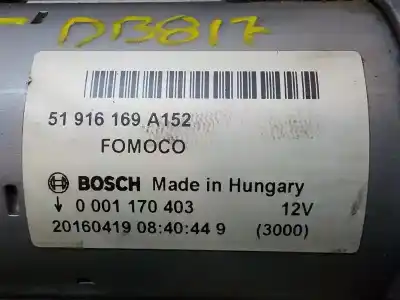 DB817
51 916 169 A152
FOMOCO
BOSCH Made in Hungary
0 001 170 403 12V
20160419 08:40:44 9 (3000)